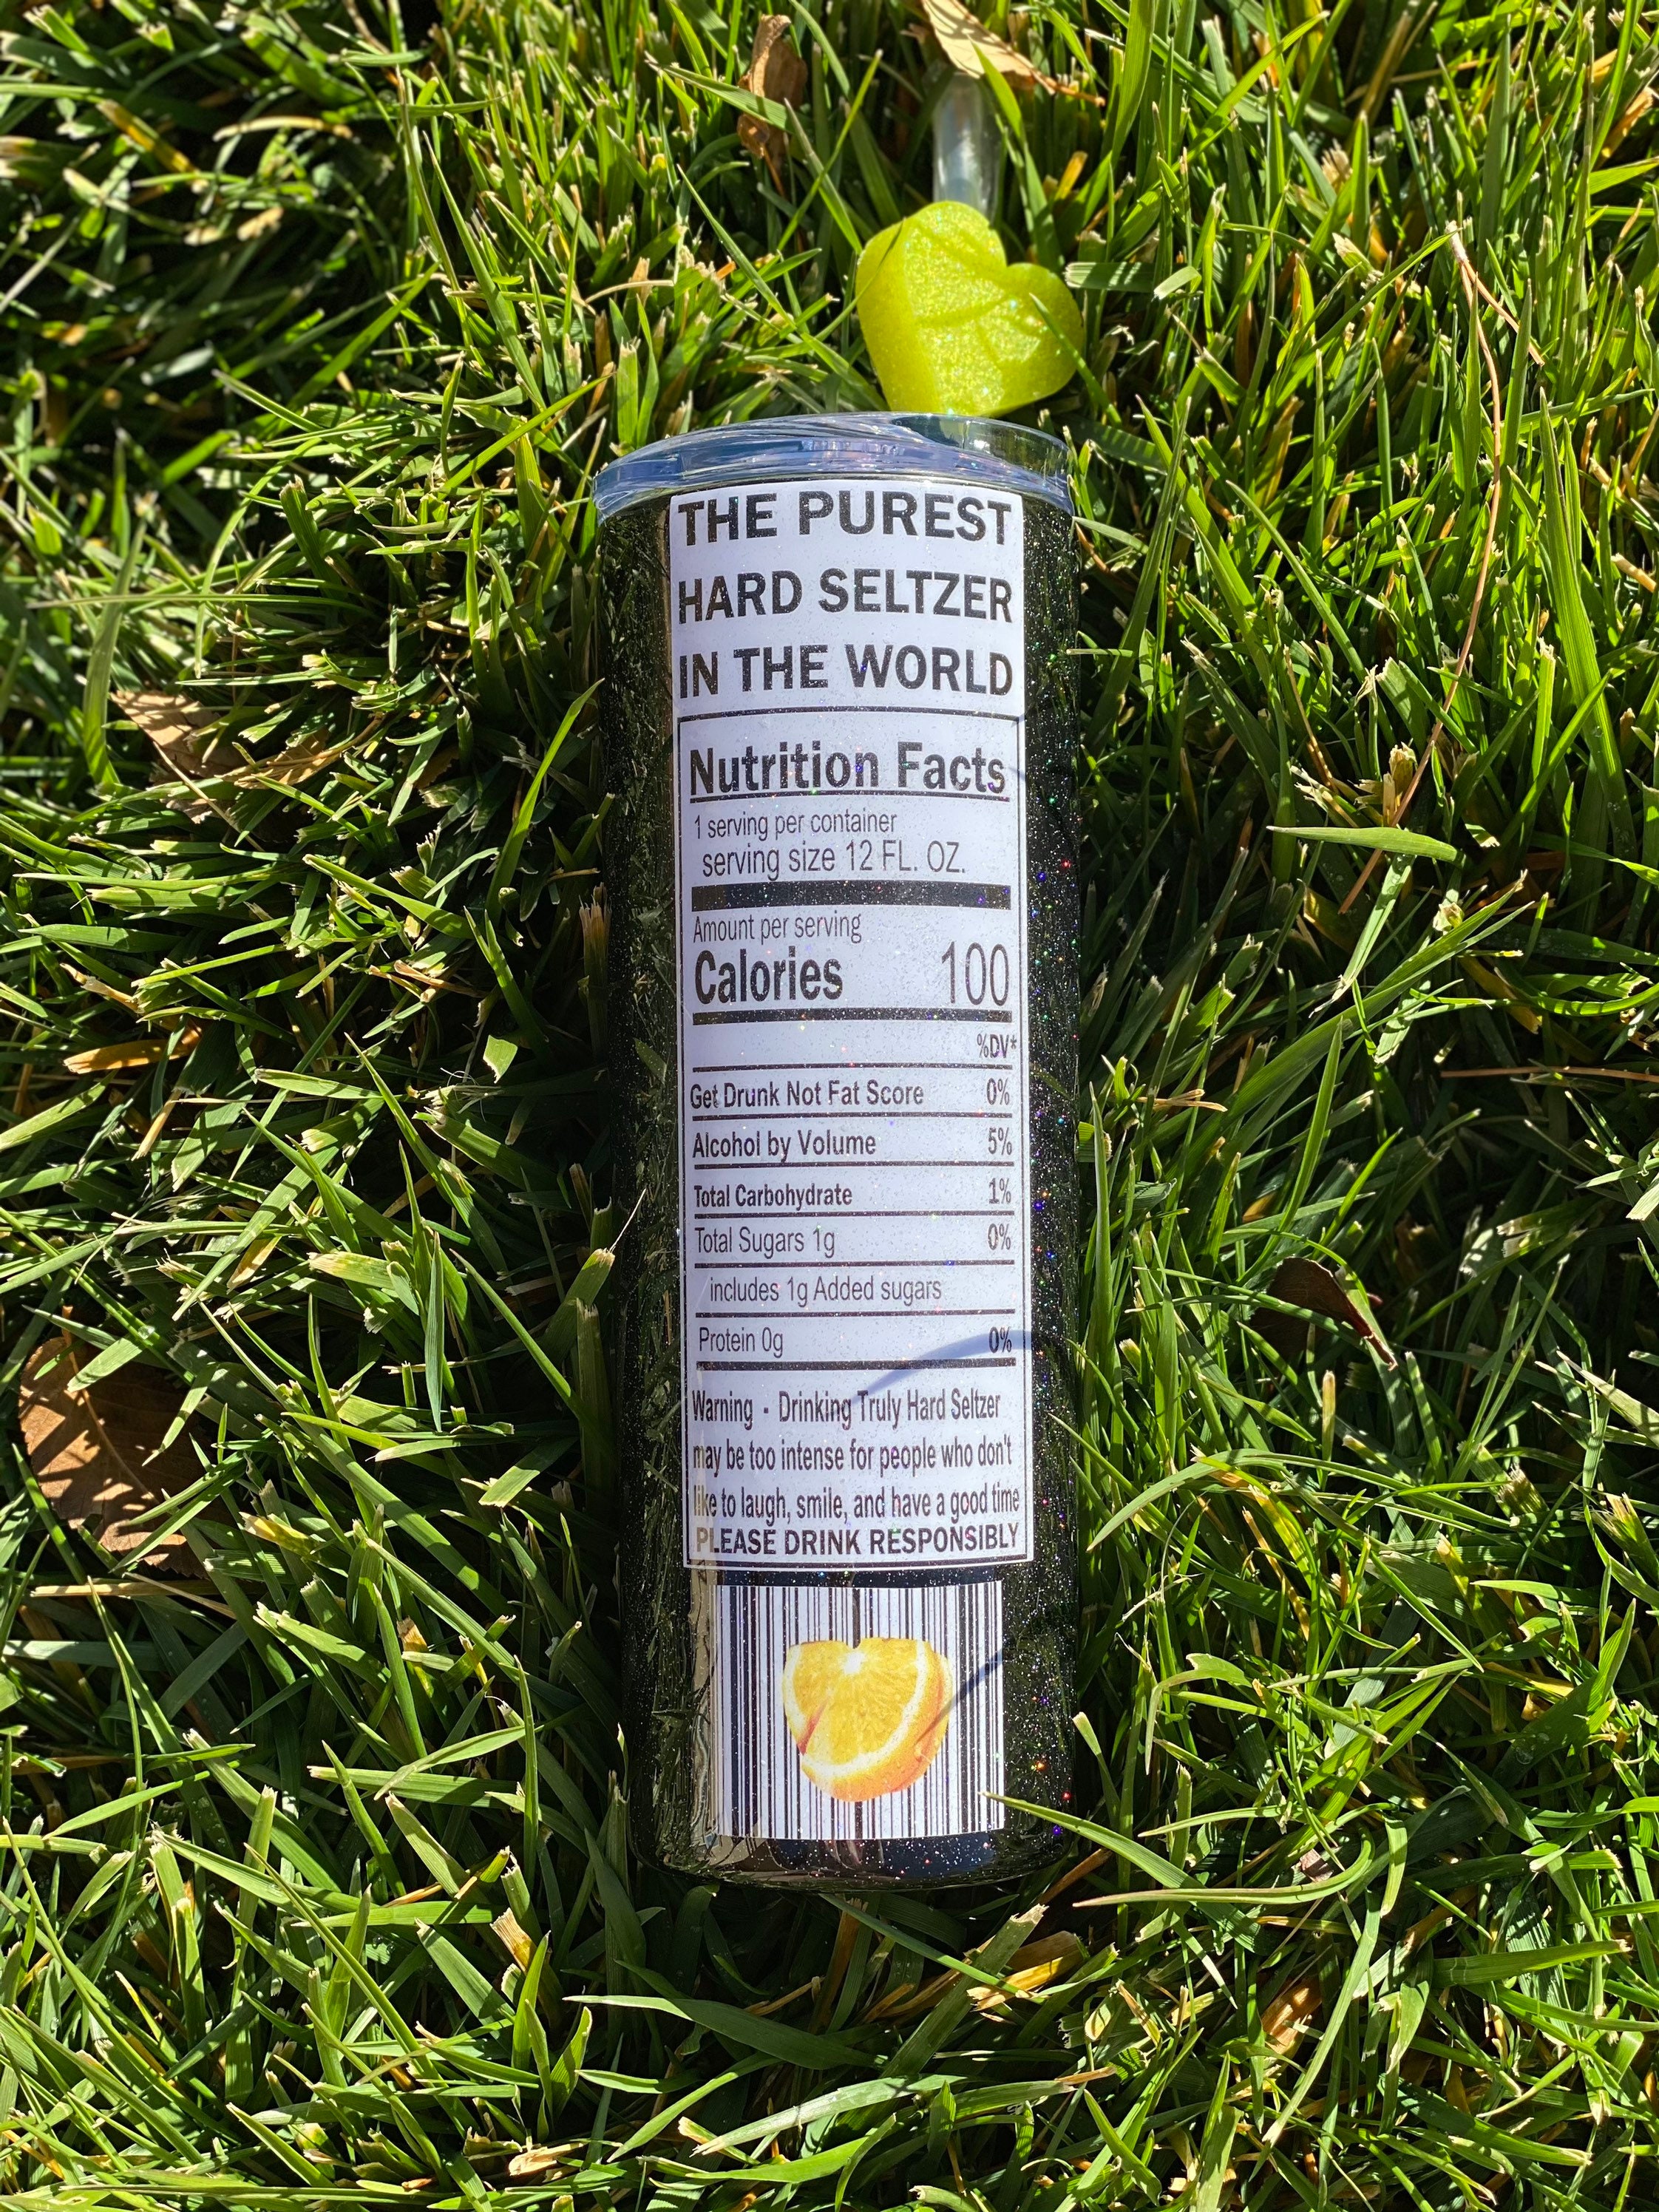 THE PUREST
HARD SELTZER
IN THE WORLD
Nutrition Facts
1 serving per container
serving size 12 FL. OZ.
Amount per serving
Calories 100
%DV*
Get Drunk Not Fat Score 0%
Alcohol by Volume 5%
Total Carbohydrate 1%
Total Sugars 1g 0%
includes 1g Added sugars
Protein 0g 0%
Warning - Drinking Truly Hard Seltzer
may be too intense for people who don't
like to laugh, smile, and have a good time
PLEASE DRINK RESPONSIBLY